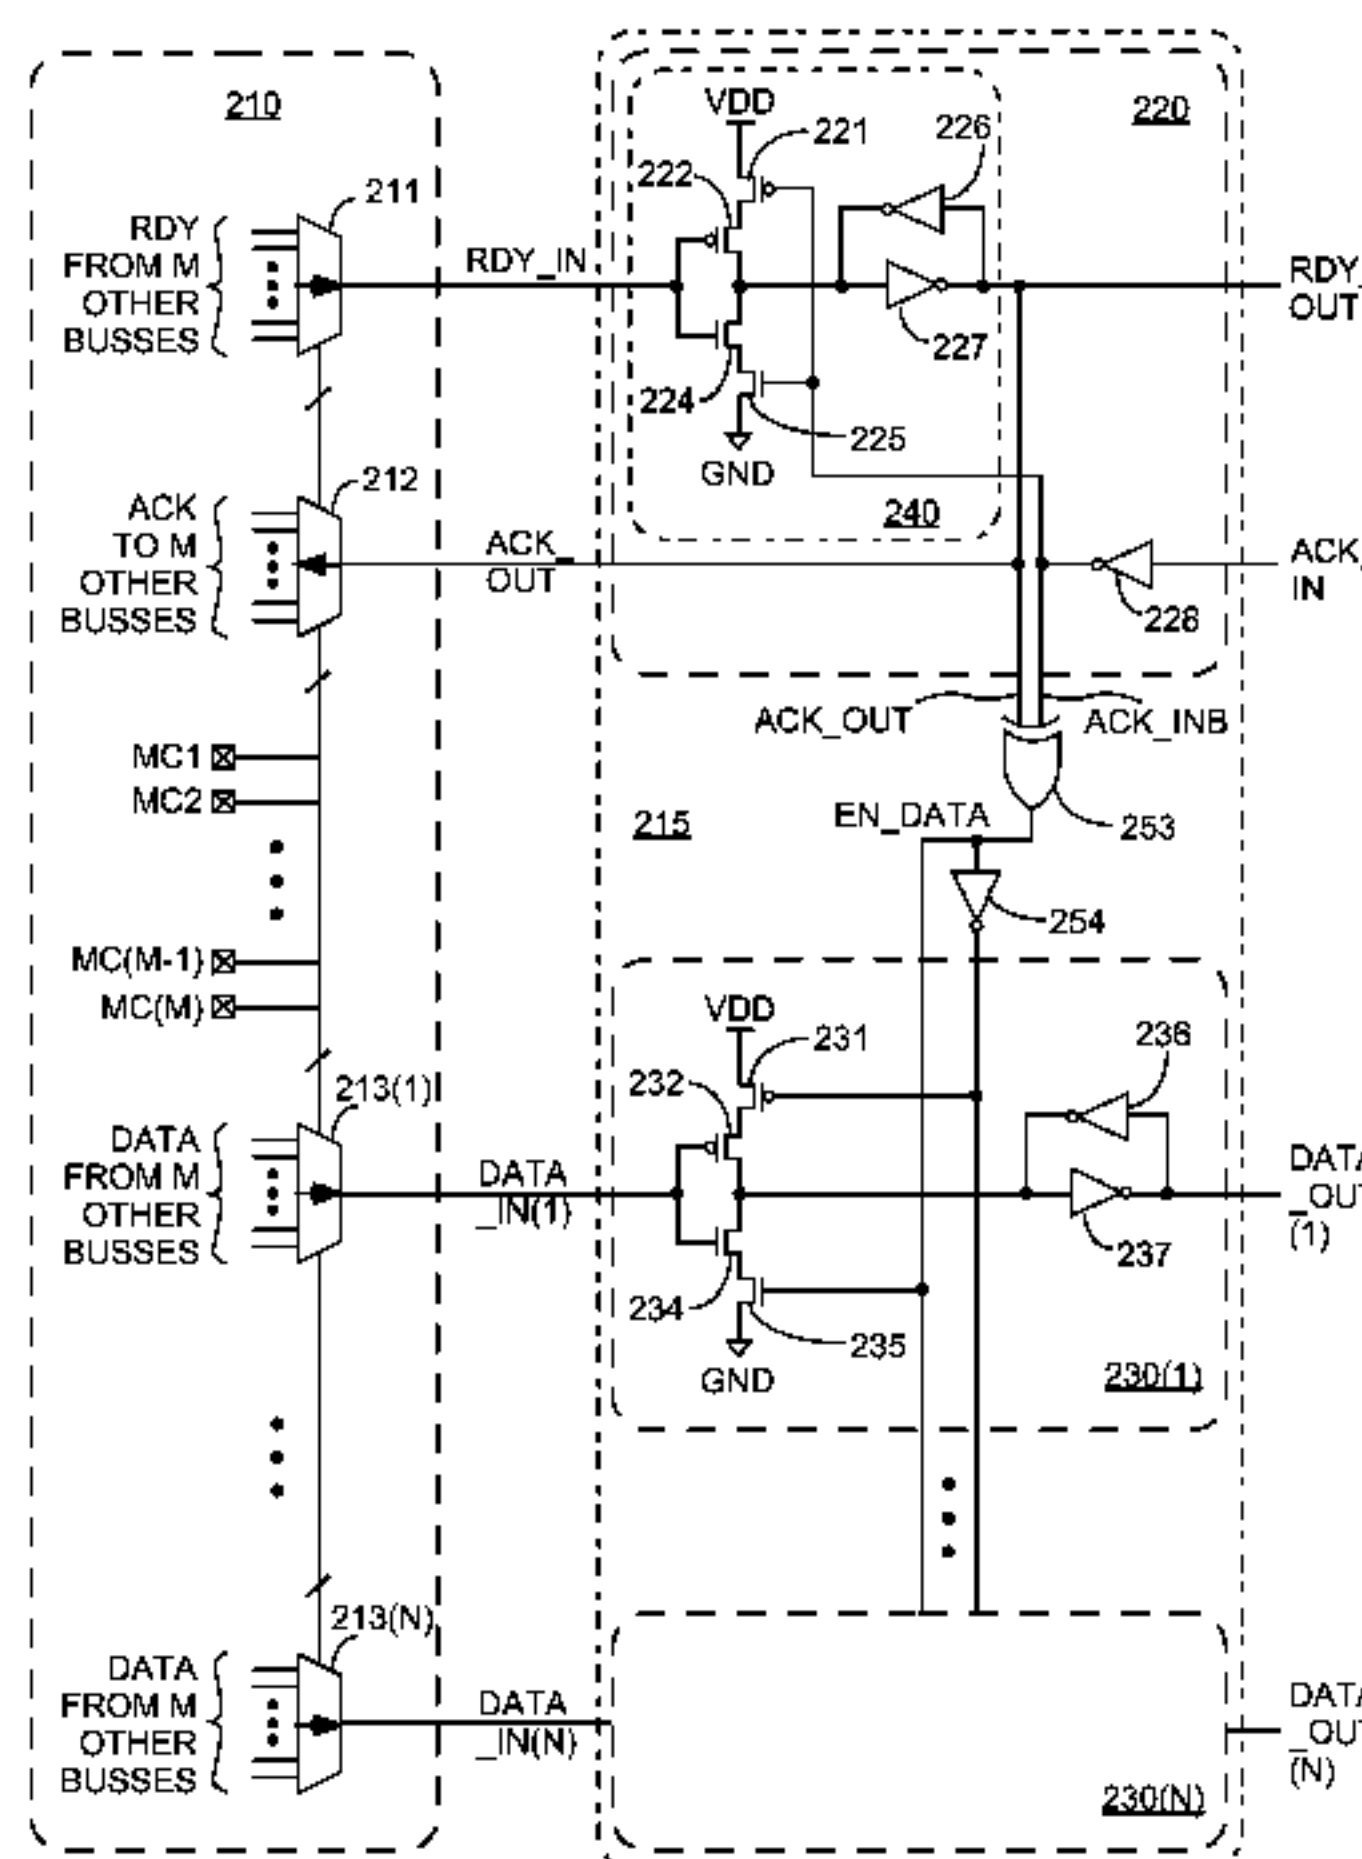 210
211
RDY
FROM M
OTHER
BUSSES
RDY_IN
VDD
221
222
226
220
227
224
225
GND
240
RDY_
OUT
212
ACK
TO M
OTHER
BUSSES
ACK_
OUT
ACK_
IN
228
ACK_OUT
ACK_INB
MC1
MC2
215
EN_DATA
253
254
MC(M-1)
MC(M)
VDD
231
232
236
213(1)
DATA
FROM M
OTHER
BUSSES
DATA
_IN(1)
DATA
_OUT
(1)
237
234
235
GND
230(1)
213(N)
DATA
FROM M
OTHER
BUSSES
DATA
_IN(N)
DATA
_OUT
(N)
230(N)